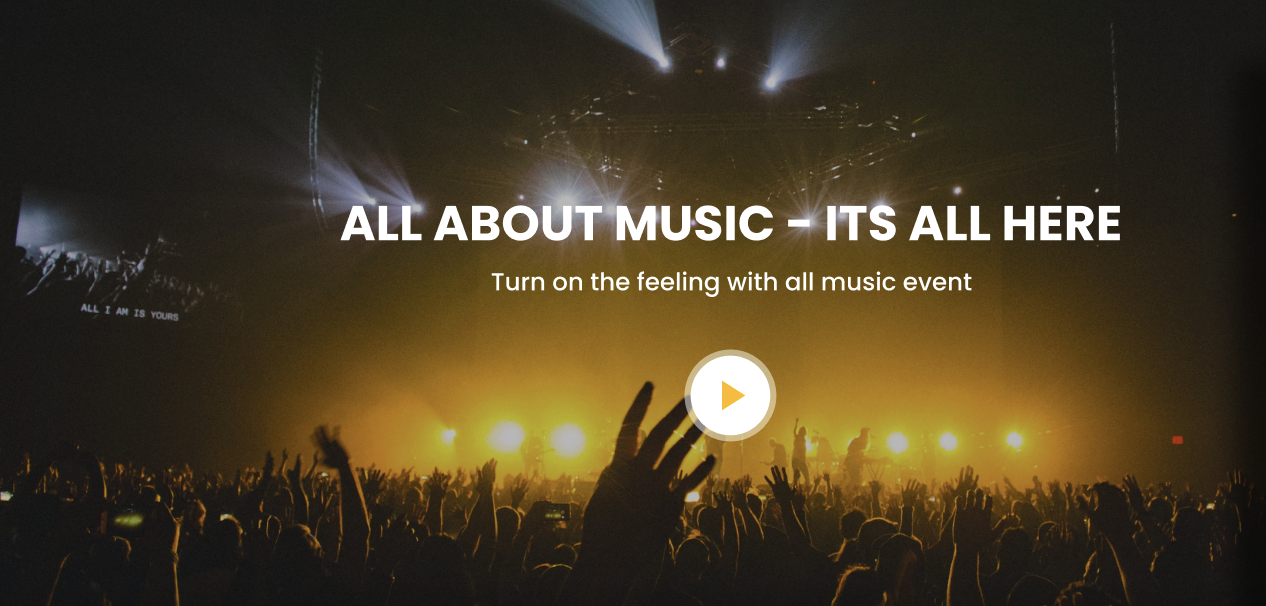 ALL ABOUT MUSIC - ITS ALL HERE
Turn on the feeling with all music event
ALL I AM IS YOURS